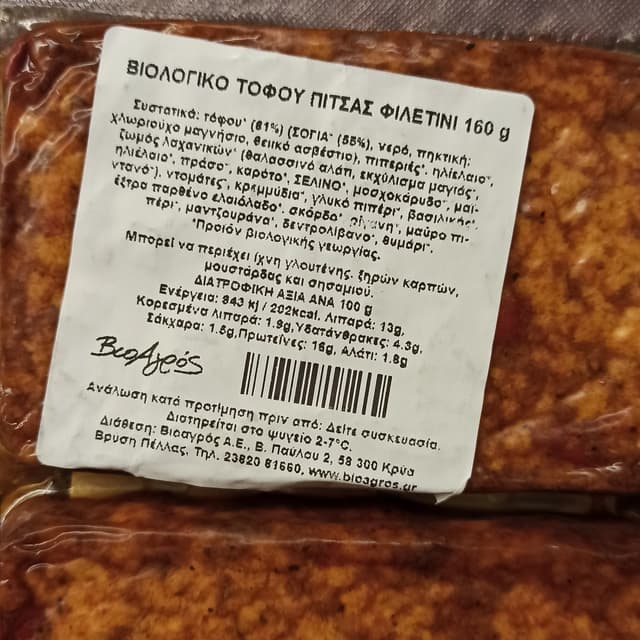 ΒΙΟΛΟΓΙΚΟ ΤΟΦΟΥ ΠΙΤΣΑΣ ΦΙΛΕΤΙΝΙ 160 g
Συστατικά: τόφου* (81%) (ΣΟΓΙΑ* (55%), νερό, πηκτική:
χλωριούχο μαγνήσιο, θειικό ασβέστιο), πιπεριές*, ηλιέλαιο*,
ζωμός λαχανικών* (θαλασσινό αλάτι, εκχύλισμα μαγιάς*,
ηλιέλαιο*, πράσο*, καρότο*, ΣΕΛΙΝΟ*, μοσχοκάρυδο*, μαϊ-
ντανό*), ντομάτες*, κρεμμύδια*, γλυκό πιπέρι*, βασιλικός*,
έξτρα παρθένο ελαιόλαδο*, σκόρδο*, ρίγανη*, μαύρο πι-
πέρι*, μαντζουράνα*, δεντρολίβανο*, θυμάρι*.
*Προϊόν βιολογικής γεωργίας.
Μπορεί να περιέχει ίχνη γλουτένης, ξηρών καρπών,
μουστάρδας και σησαμιού.
ΔΙΑΤΡΟΦΙΚΗ ΑΞΙΑ ΑΝΑ 100 g
Ενέργεια: 843 kj / 202kcal, Λιπαρά: 13g,
Κορεσμένα λιπαρά: 1.9g, Υδατάνθρακες: 4.3g,
Σάκχαρα: 1.6g, Πρωτεΐνες: 16g, Αλάτι: 1.8g
ΒιοΑγρός
Ανάλωση κατά προτίμηση πριν από: Δείτε συσκευασία.
Διατηρείται στο ψυγείο 2-7°C.
Διάθεση: Βιοαγρός Α.Ε., Β. Παύλου 2, 58 300 Κρύα
Βρύση Πέλλας, Τηλ. 23820 61660, www.bioagros.gr